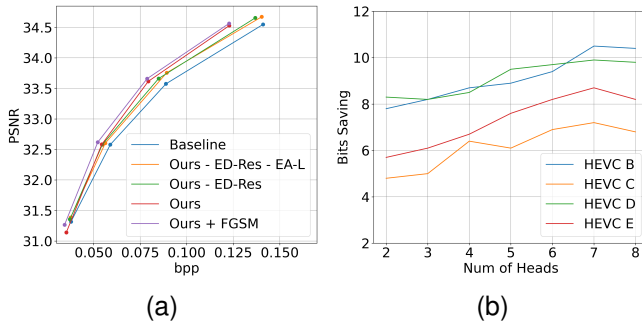 34.5
34.0
33.5
33.0
32.5
32.0
31.5
31.0
PSNR
0.050 0.075 0.100 0.125 0.150
bpp
Baseline
Ours - ED-Res - EA-L
Ours - ED-Res
Ours
Ours + FGSM
(a)
12
10
8
6
4
2
Bits Saving
2 3 4 5 6 7 8
Num of Heads
HEVC B
HEVC C
HEVC D
HEVC E
(b)